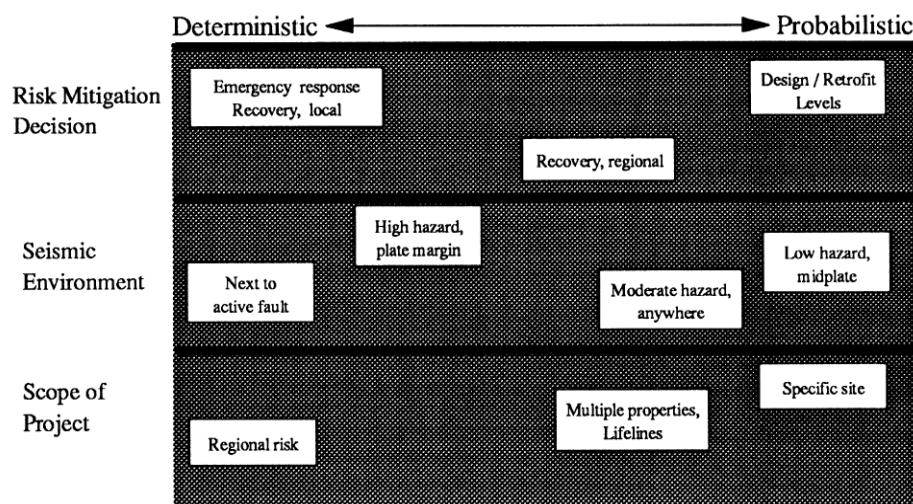 Deterministic Probabilistic
Risk Mitigation
Decision
Emergency response
Recovery, local
Design / Retrofit
Levels
Recovery, regional
Seismic
Environment
High hazard,
plate margin
Next to
active fault
Moderate hazard,
anywhere
Low hazard,
midplate
Scope of
Project
Regional risk
Multiple properties,
Lifelines
Specific site